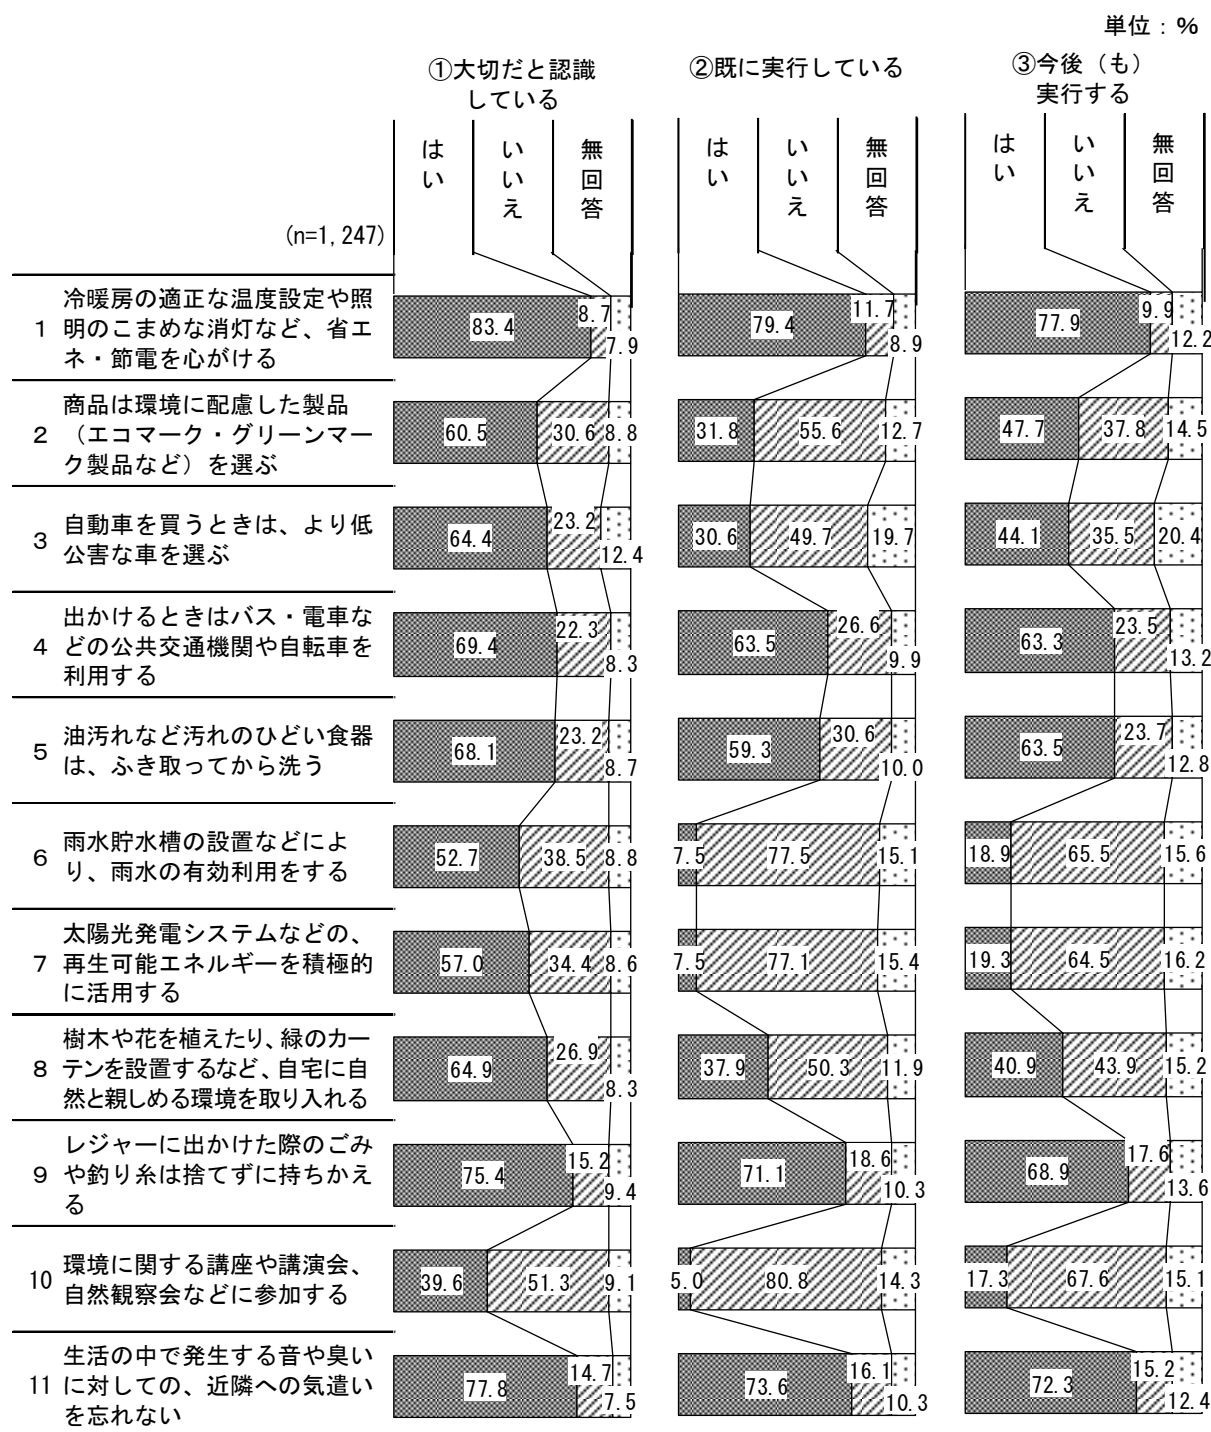 単位：％
①大切だと認識
している
②既に実行している
③今後（も）
実行する
はい
いいえ
無回答
はい
いいえ
無回答
はい
いいえ
無回答
(n=1,247)
1
冷暖房の適正な温度設定や照
明のこまめな消灯など、省エ
ネ・節電を心がける
83.4
8.7
7.9
79.4
11.7
8.9
77.9
9.9
12.2
2
商品は環境に配慮した製品
（エコマーク・グリーンマー
ク製品など）を選ぶ
60.5
30.6
8.8
31.8
55.6
12.7
47.7
37.8
14.5
3
自動車を買うときは、より低
公害な車を選ぶ
64.4
23.2
12.4
30.6
49.7
19.7
44.1
35.5
20.4
4
出かけるときはバス・電車な
どの公共交通機関や自転車を
利用する
69.4
22.3
8.3
63.5
26.6
9.9
63.3
23.5
13.2
5
油汚れなど汚れのひどい食器
は、ふき取ってから洗う
68.1
23.2
8.7
59.3
30.6
10.0
63.5
23.7
12.8
6
雨水貯水槽の設置などによ
り、雨水の有効利用をする
52.7
38.5
8.8
7.5
77.5
15.1
18.9
65.5
15.6
7
太陽光発電システムなどの、
再生可能エネルギーを積極的
に活用する
57.0
34.4
8.6
7.5
77.1
15.4
19.3
64.5
16.2
8
樹木や花を植えたり、緑のカー
テンを設置するなど、自宅に自
然と親しめる環境を取り入れる
64.9
26.9
8.3
37.9
50.3
11.9
40.9
43.9
15.2
9
レジャーに出かけた際のごみ
や釣り糸は捨てずに持ちかえ
る
75.4
15.2
9.4
71.1
18.6
10.3
68.9
17.6
13.6
10
環境に関する講座や講演会、
自然観察会などに参加する
39.6
51.3
9.1
5.0
80.8
14.3
17.3
67.6
15.1
11
生活の中で発生する音や臭い
に対しての、近隣への気遣い
を忘れない
77.8
14.7
7.5
73.6
16.1
10.3
72.3
15.2
12.4